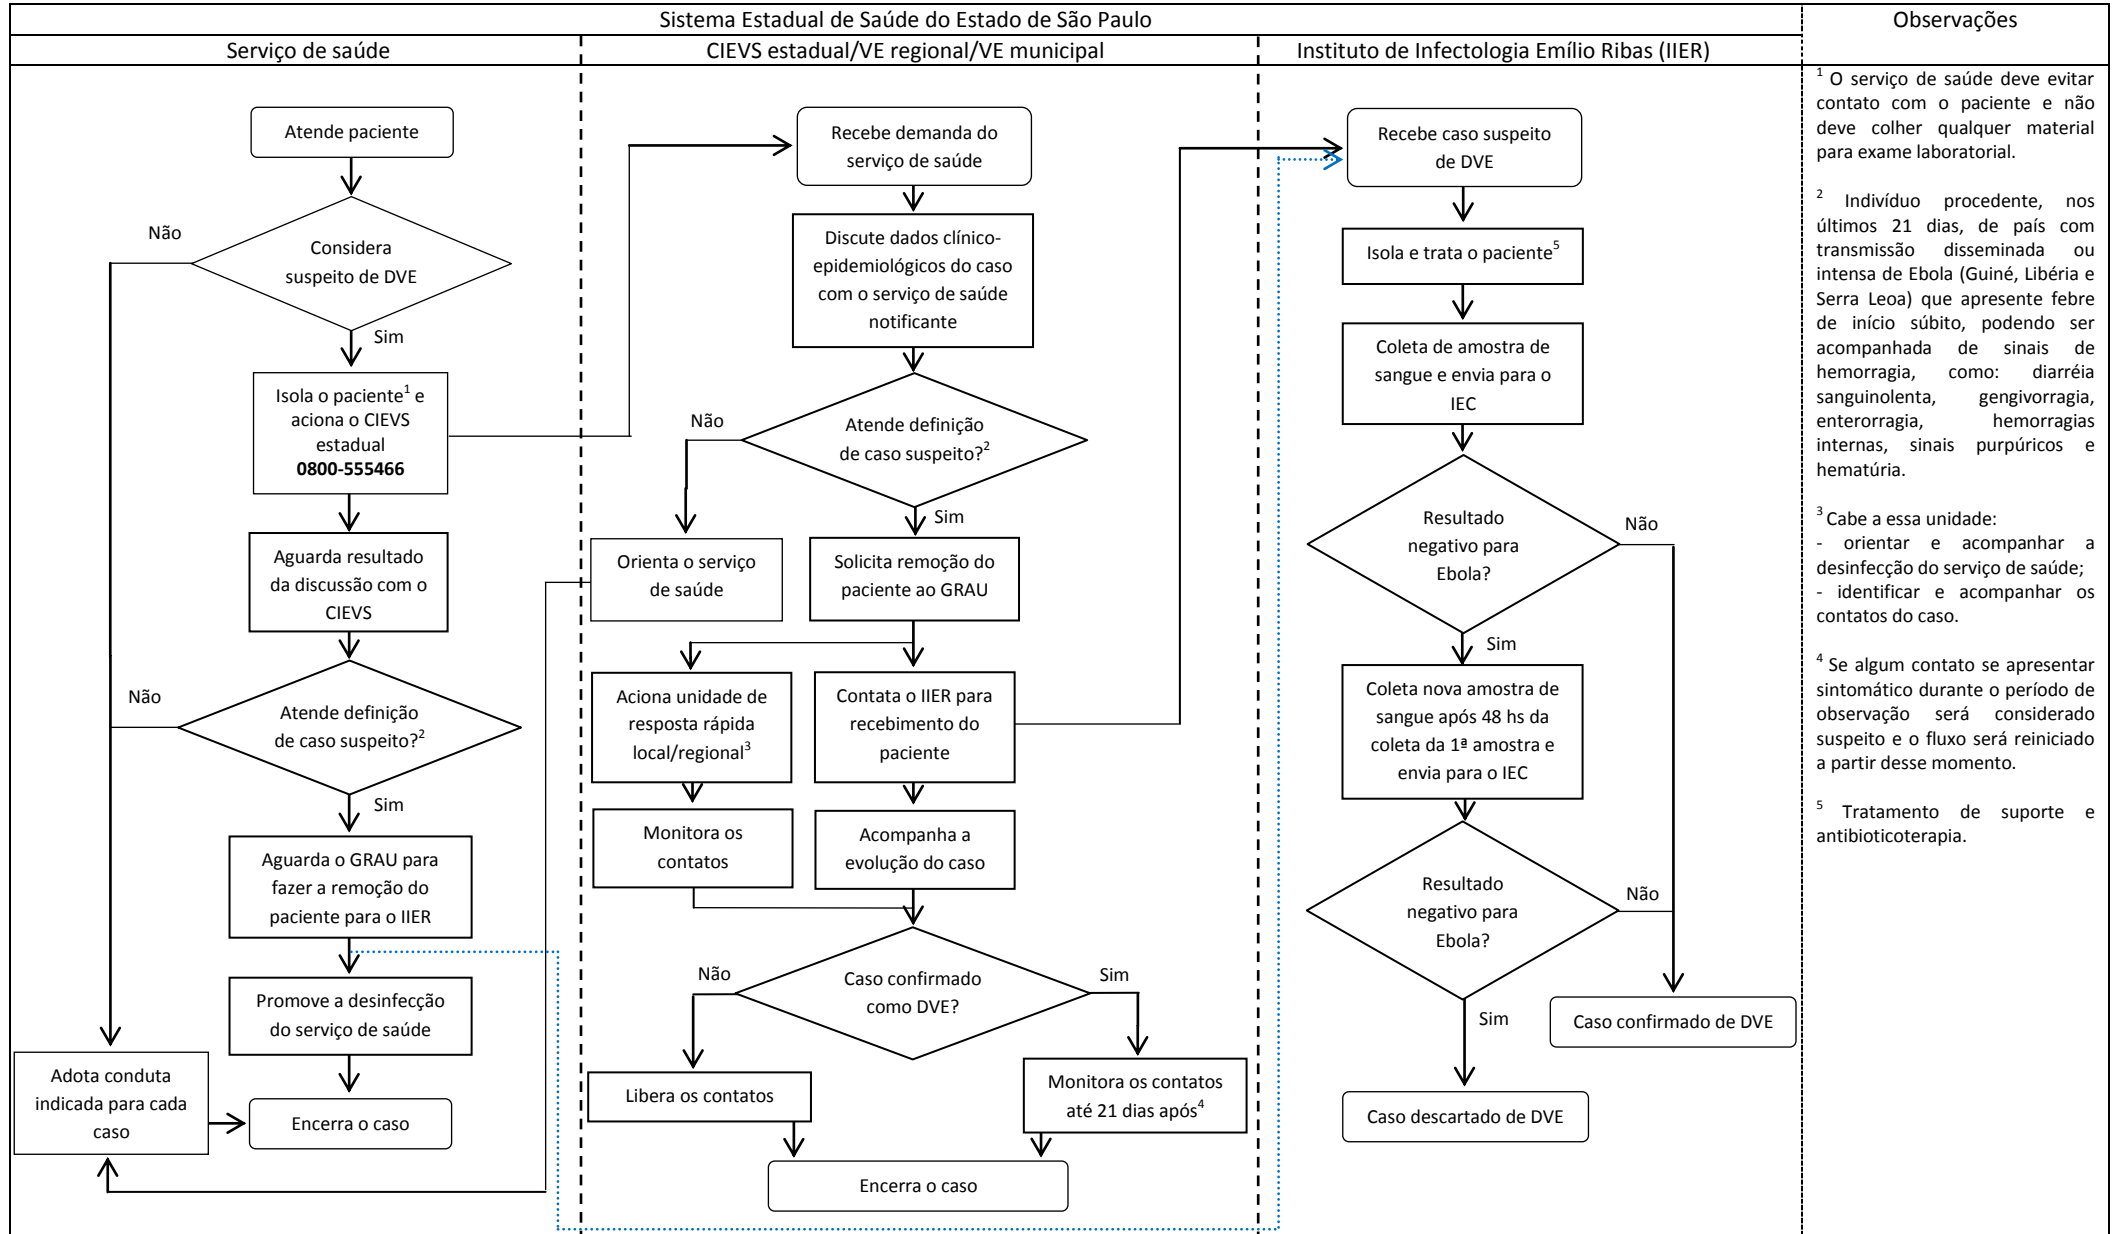 Sistema Estadual de Saúde do Estado de São Paulo
Observações
Serviço de saúde
CIEVS estadual/VE regional/VE municipal
Instituto de Infectologia Emílio Ribas (IIER)
Atende paciente
Não
Considera
suspeito de DVE
Sim
Isola o paciente¹ e
aciona o CIEVS
estadual
0800-555466
Aguarda resultado
da discussão com o
CIEVS
Não
Atende definição
de caso suspeito?²
Sim
Aguarda o GRAU para
fazer a remoção do
paciente para o IIER
Promove a desinfecção
do serviço de saúde
Adota conduta
indicada para cada
caso
Encerra o caso
Recebe demanda do
serviço de saúde
Discute dados clínico-
epidemiológicos do caso
com o serviço de saúde
notificante
Não
Atende definição
de caso suspeito?²
Sim
Orienta o serviço
de saúde
Solicita remoção do
paciente ao GRAU
Aciona unidade de
resposta rápida
local/regional³
Contata o IIER para
recebimento do
paciente
Monitora os
contatos
Acompanha a
evolução do caso
Não
Caso confirmado
como DVE?
Sim
Libera os contatos
Monitora os contatos
até 21 dias após⁴
Encerra o caso
Recebe caso suspeito
de DVE
Isola e trata o paciente⁵
Coleta de amostra de
sangue e envia para o
IEC
Resultado
negativo para
Ebola?
Não
Sim
Coleta nova amostra de
sangue após 48 hs da
coleta da 1ª amostra e
envia para o IEC
Resultado
negativo para
Ebola?
Não
Sim
Caso confirmado de DVE
Caso descartado de DVE
¹ O serviço de saúde deve evitar
contato com o paciente e não
deve colher qualquer material
para exame laboratorial.
² Indivíduo procedente, nos
últimos 21 dias, de país com
transmissão disseminada ou
intensa de Ebola (Guiné, Libéria e
Serra Leoa) que apresente febre
de início súbito, podendo ser
acompanhada de sinais de
hemorragia, como: diarréia
sanguinolenta, gengivorragia,
enterorragia, hemorragias
internas, sinais purpúricos e
hematúria.
³ Cabe a essa unidade:
- orientar e acompanhar a
desinfecção do serviço de saúde;
- identificar e acompanhar os
contatos do caso.
⁴ Se algum contato se apresentar
sintomático durante o período de
observação será considerado
suspeito e o fluxo será reiniciado
a partir desse momento.
⁵ Tratamento de suporte e
antibioticoterapia.